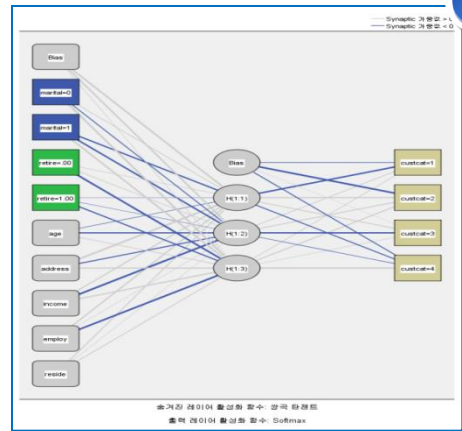 Synaptic 가중값 > 0
Synaptic 가중값 < 0
Bias
marital=0
marital=1
retire=.00
retire=1.00
age
address
income
employ
reside
Bias
H(1:1)
H(1:2)
H(1:3)
custcat=1
custcat=2
custcat=3
custcat=4
숨겨진 레이어 활성화 함수: 쌍곡 탄젠트
출력 레이어 활성화 함수: Softmax